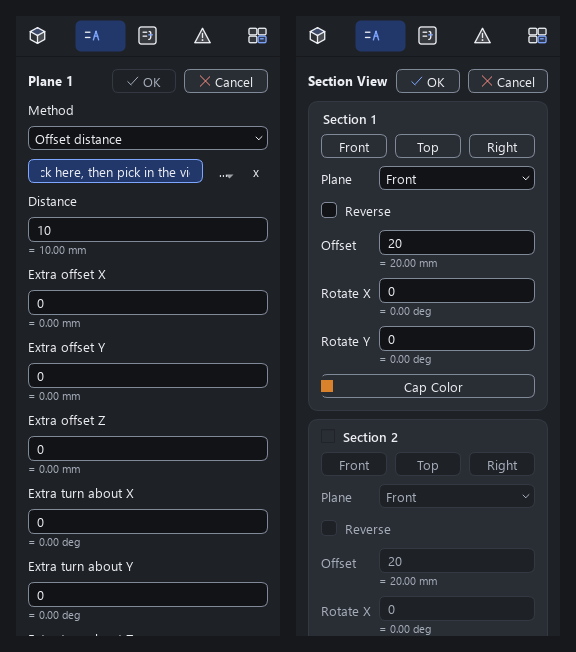 Plane 1
OK
Cancel
Method
Offset distance
ck here, then pick in the vi
...
x
Distance
10
= 10.00 mm
Extra offset X
0
= 0.00 mm
Extra offset Y
0
= 0.00 mm
Extra offset Z
0
= 0.00 mm
Extra turn about X
0
= 0.00 deg
Extra turn about Y
0
= 0.00 deg
Section View
OK
Cancel
Section 1
Front
Top
Right
Plane
Front
Reverse
Offset
20
= 20.00 mm
Rotate X
0
= 0.00 deg
Rotate Y
0
= 0.00 deg
Cap Color
Section 2
Front
Top
Right
Plane
Front
Reverse
Offset
20
= 20.00 mm
Rotate X
0
= 0.00 deg